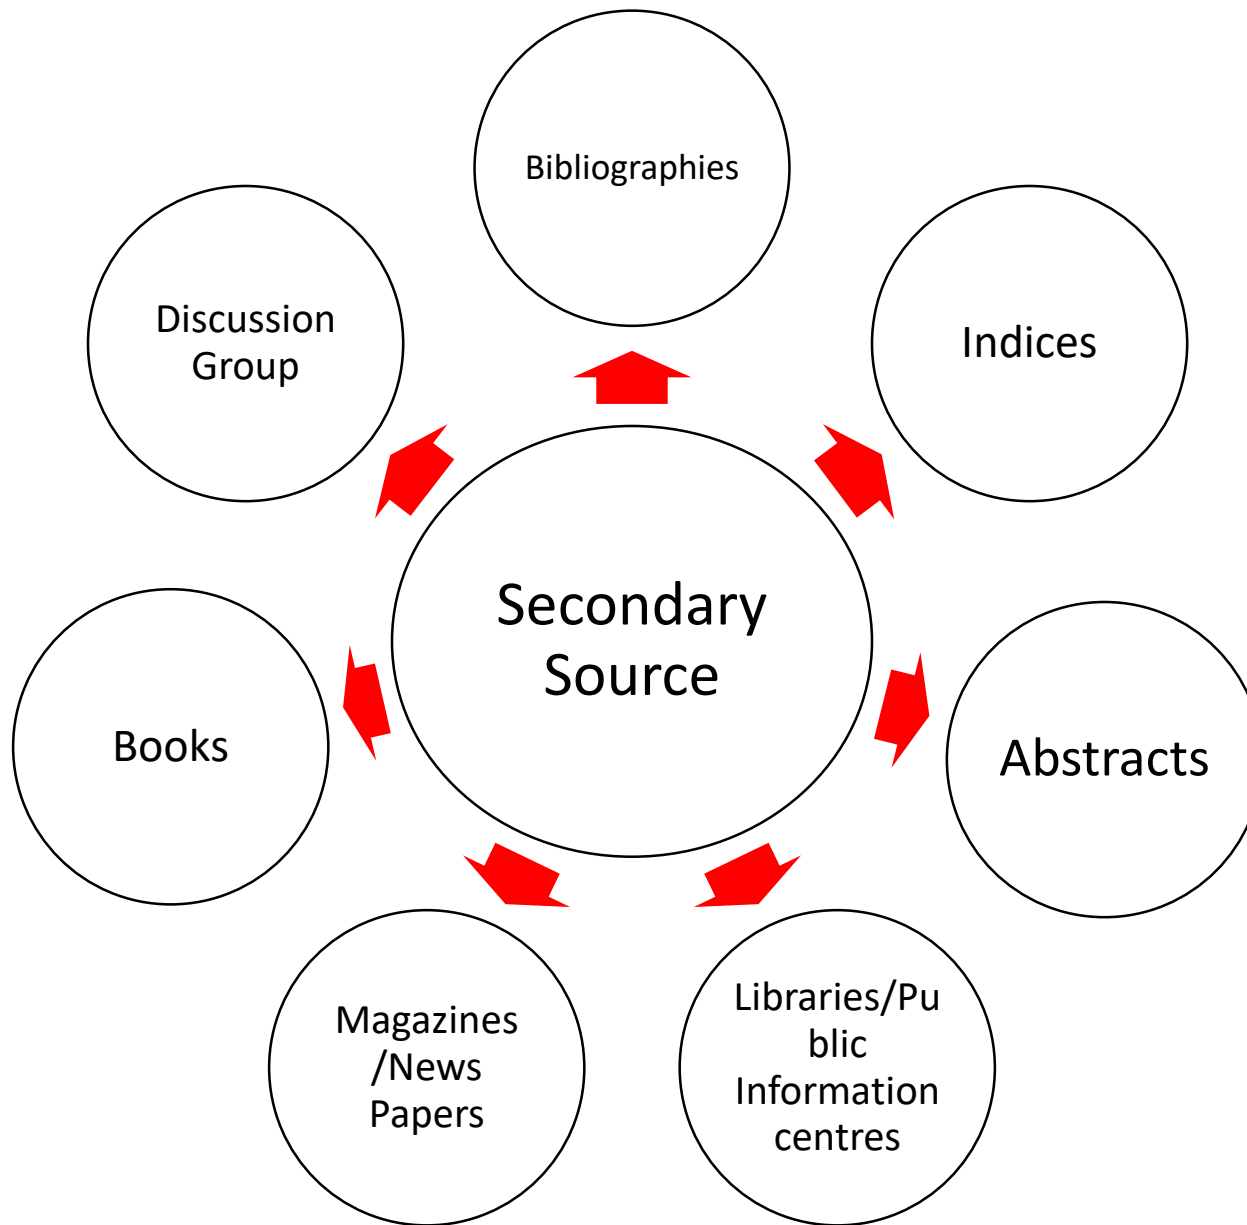 Bibliographies
Indices
Abstracts
Libraries/Pu
blic
Information
centres
Magazines
/News
Papers
Books
Discussion
Group
Secondary
Source